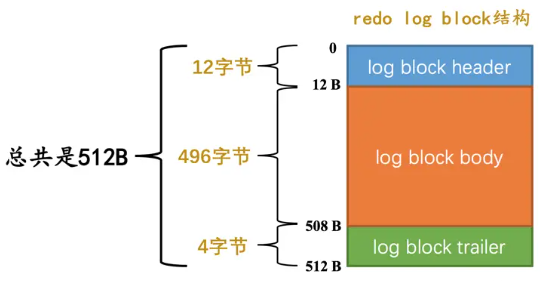 redo log block结构
0
12字节
log block header
12 B
总共是512B
496字节
log block body
508 B
4字节
log block trailer
512 B